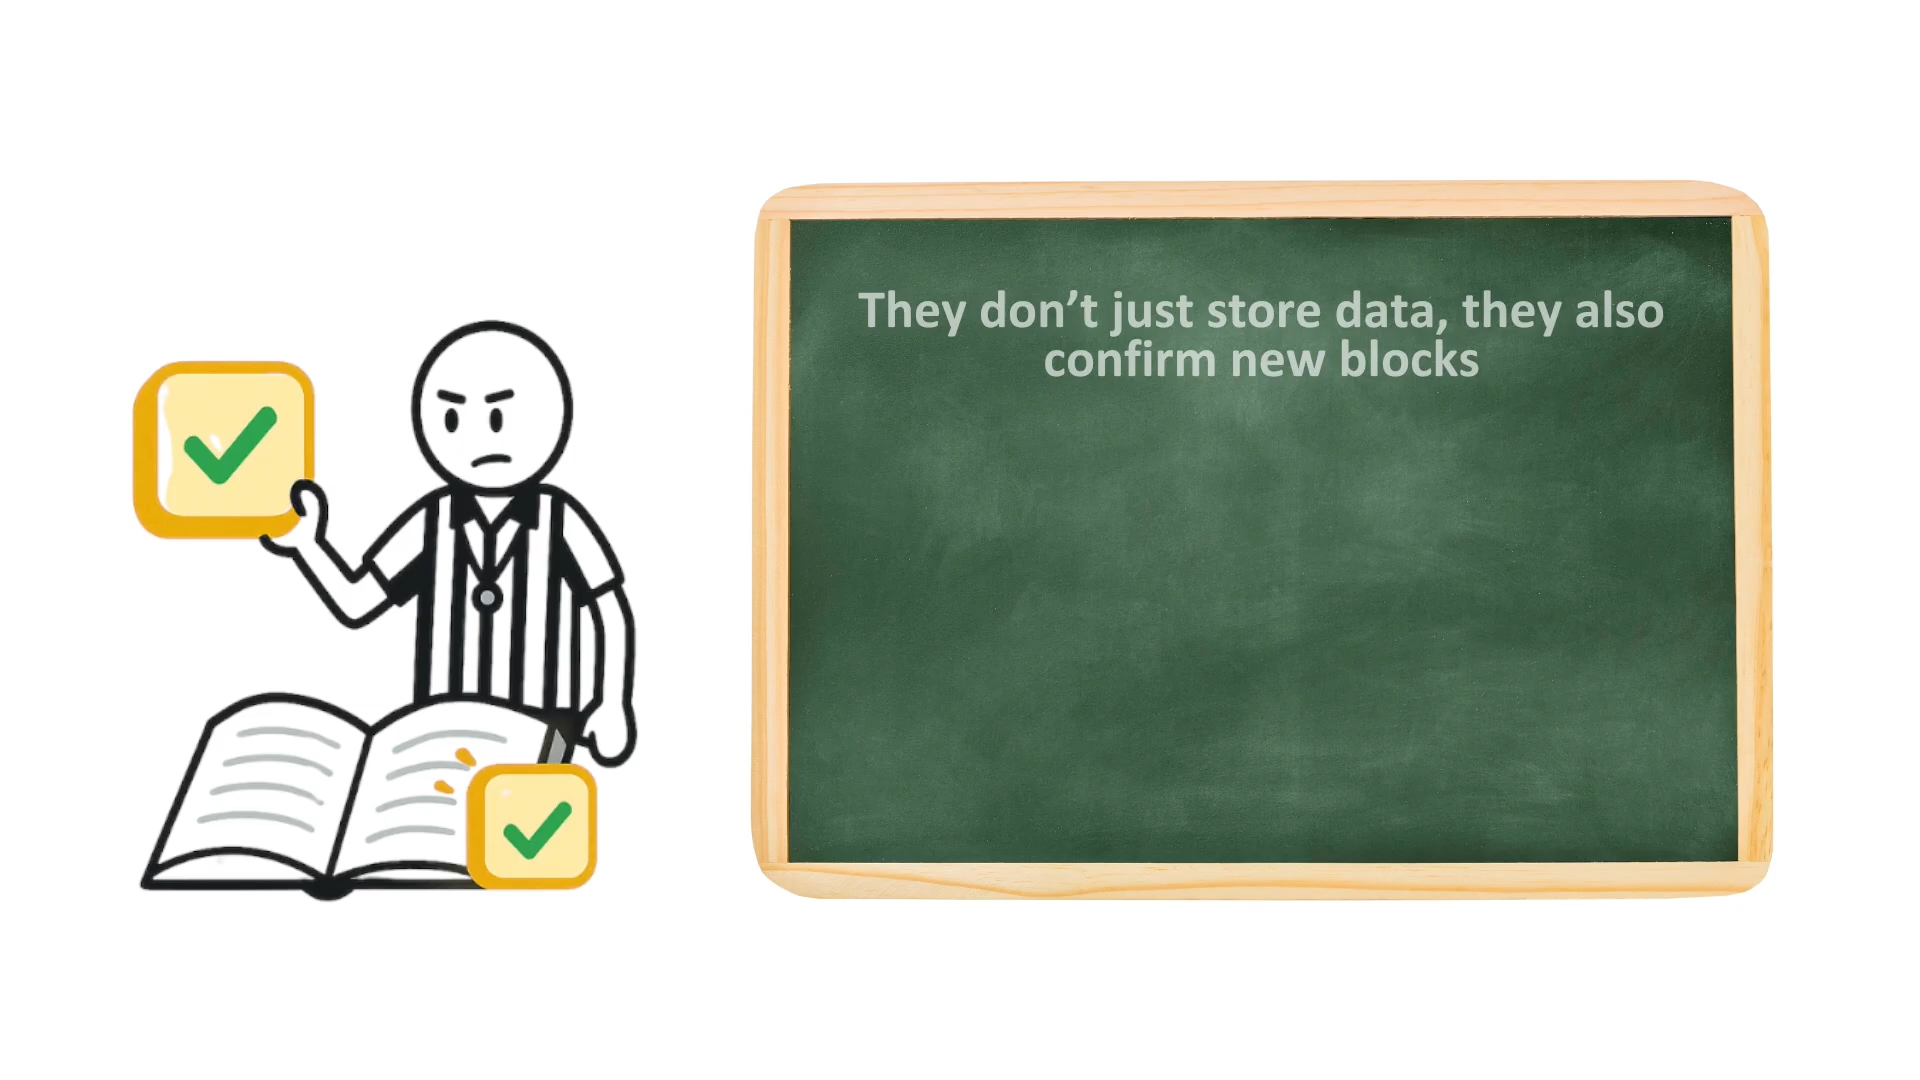 They don’t just store data, they also
confirm new blocks